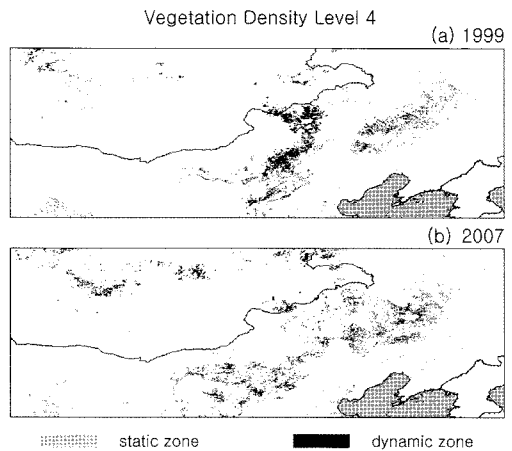 Vegetation Density Level 4
(a) 1999
(b) 2007
static zone
dynamic zone